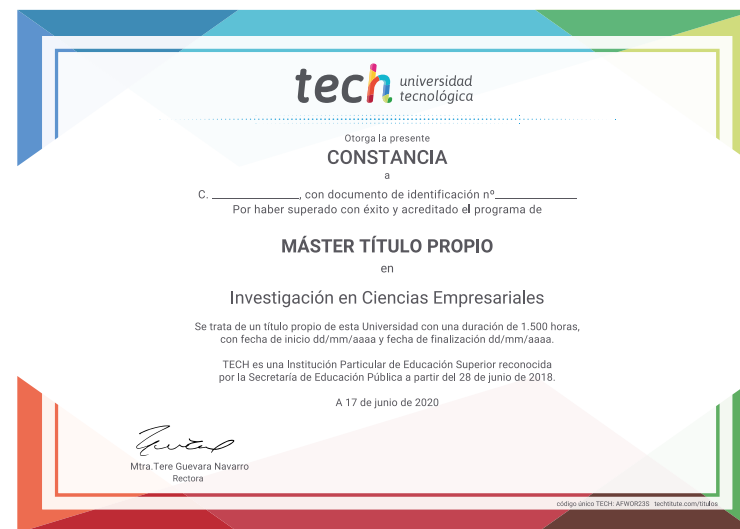 tech universidad
tecnológica
Otorga la presente
CONSTANCIA
a
C. ______________, con documento de identificación nº_____________
Por haber superado con éxito y acreditado el programa de
MÁSTER TÍTULO PROPIO
en
Investigación en Ciencias Empresariales
Se trata de un título propio de esta Universidad con una duración de 1.500 horas,
con fecha de inicio dd/mm/aaaa y fecha de finalización dd/mm/aaaa.
TECH es una Institución Particular de Educación Superior reconocida
por la Secretaría de Educación Pública a partir del 28 de junio de 2018.
A 17 de junio de 2020
Mtra.Tere Guevara Navarro
Rectora
código único TECH: AFWOR23S techtitute.com/titulos